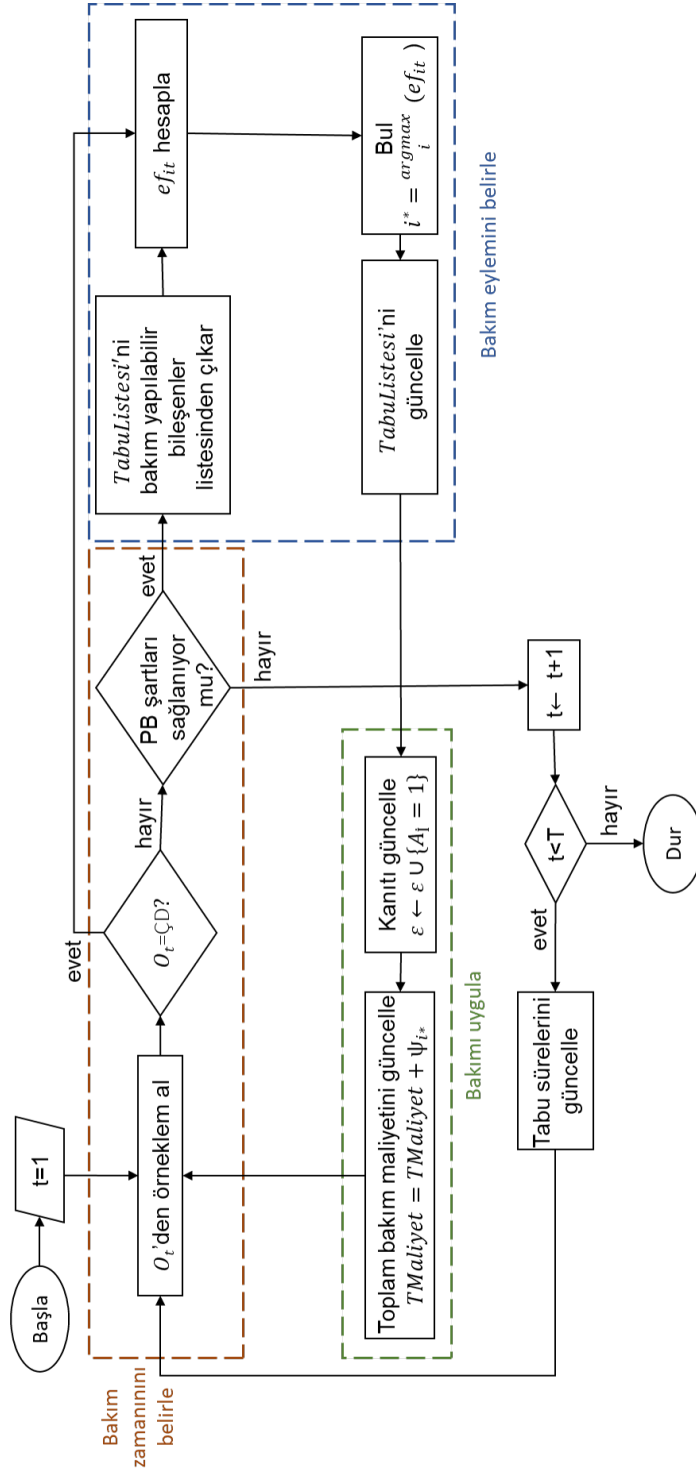 Başla
t=1
Bakım
zamanınını
belirle
O_t'den örneklem al
O_t=ÇD?
evet
hayır
PB şartları
sağlanıyor
mu?
evet
hayır
TabuListesi'ni
bakım yapılabilir
bileşenler
listesinden çıkar
ef_it hesapla
Bul
i* = argmax (ef_it )
i
TabuListesi'ni
güncelle
Bakım eylemini belirle
Kanıtı güncelle
ε ← ε ∪ {A_i = 1}
Toplam bakım maliyetini güncelle
TMaliyet = TMaliyet + ψ_i*
Bakımı uygula
t← t+1
t<T
evet
hayır
Tabu sürelerini
güncelle
Dur